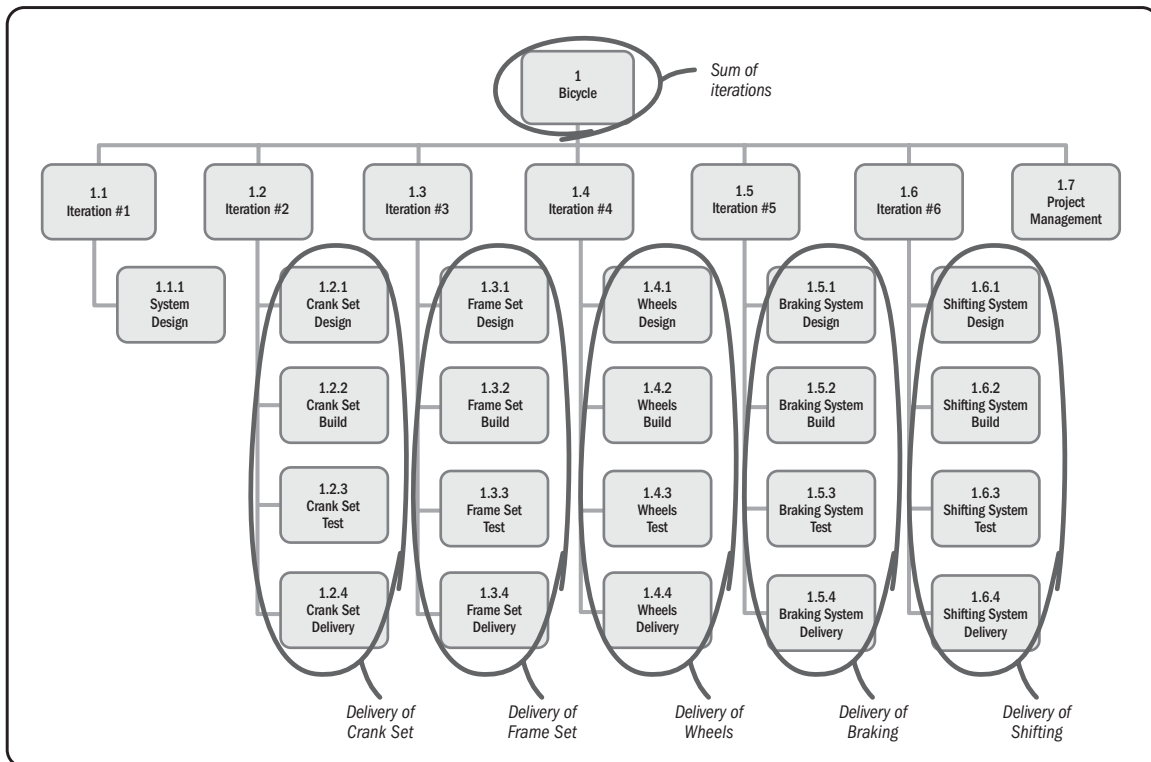 1
Bicycle
Sum of
iterations
1.1
Iteration #1
1.2
Iteration #2
1.3
Iteration #3
1.4
Iteration #4
1.5
Iteration #5
1.6
Iteration #6
1.7
Project
Management
1.1.1
System
Design
1.2.1
Crank Set
Design
1.3.1
Frame Set
Design
1.4.1
Wheels
Design
1.5.1
Braking System
Design
1.6.1
Shifting System
Design
1.2.2
Crank Set
Build
1.3.2
Frame Set
Build
1.4.2
Wheels
Build
1.5.2
Braking System
Build
1.6.2
Shifting System
Build
1.2.3
Crank Set
Test
1.3.3
Frame Set
Test
1.4.3
Wheels
Test
1.5.3
Braking System
Test
1.6.3
Shifting System
Test
1.2.4
Crank Set
Delivery
1.3.4
Frame Set
Delivery
1.4.4
Wheels
Delivery
1.5.4
Braking System
Delivery
1.6.4
Shifting System
Delivery
Delivery of
Crank Set
Delivery of
Frame Set
Delivery of
Wheels
Delivery of
Braking
Delivery of
Shifting